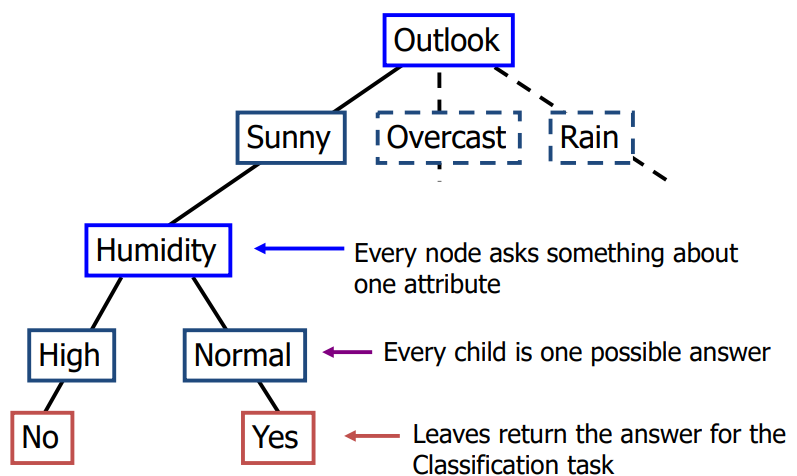 Outlook
Sunny
Overcast
Rain
Humidity
Every node asks something about
one attribute
High
Normal
Every child is one possible answer
No
Yes
Leaves return the answer for the
Classification task